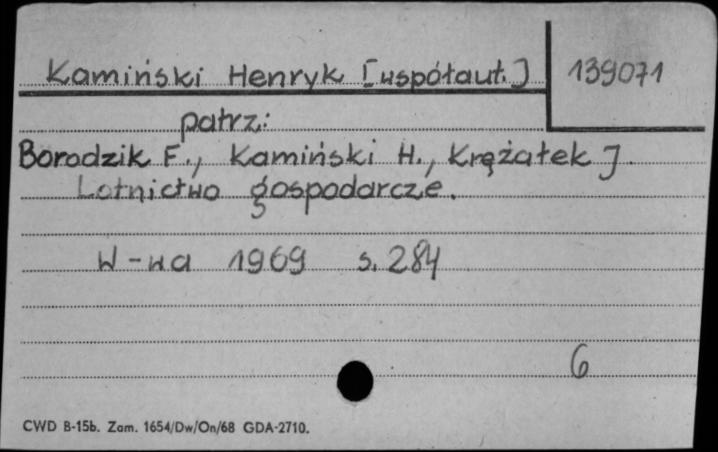 Kamiński Henryk [współaut.] 139071
patrz:
Borodzik F., Kamiński H., Krężałek J.
Lotnictwo gospodarcze.
W-wa 1969 s. 284
6
CWD B-15b. Zam. 1654/Dw/On/68 GDA-2710.